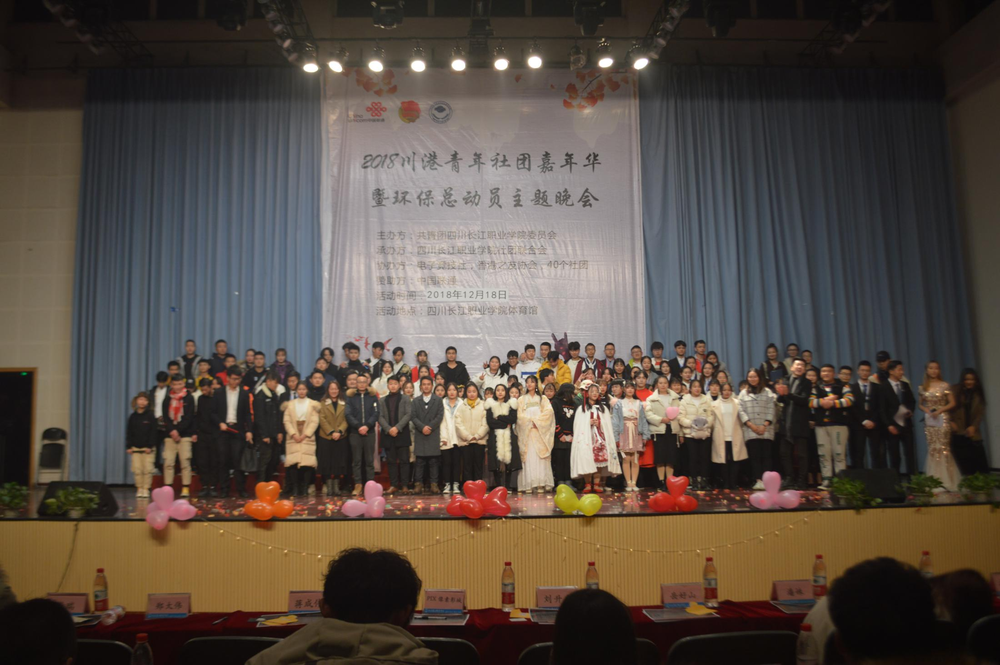 China
unicom中国联通
2018川港青年社团嘉年华
暨环保总动员主题晚会
主办方：共青团四川长江职业学院委员会
承办方：四川长江职业学院社团联合会
协办方：电子竞技社，香港之友协会，40个社团
赞助方：中国联通
活动时间：2018年12月18日
活动地点：四川长江职业学院体育馆
郑大伟
蒋成伟
PIX 像素影城
刘升
岳好山
潘姝